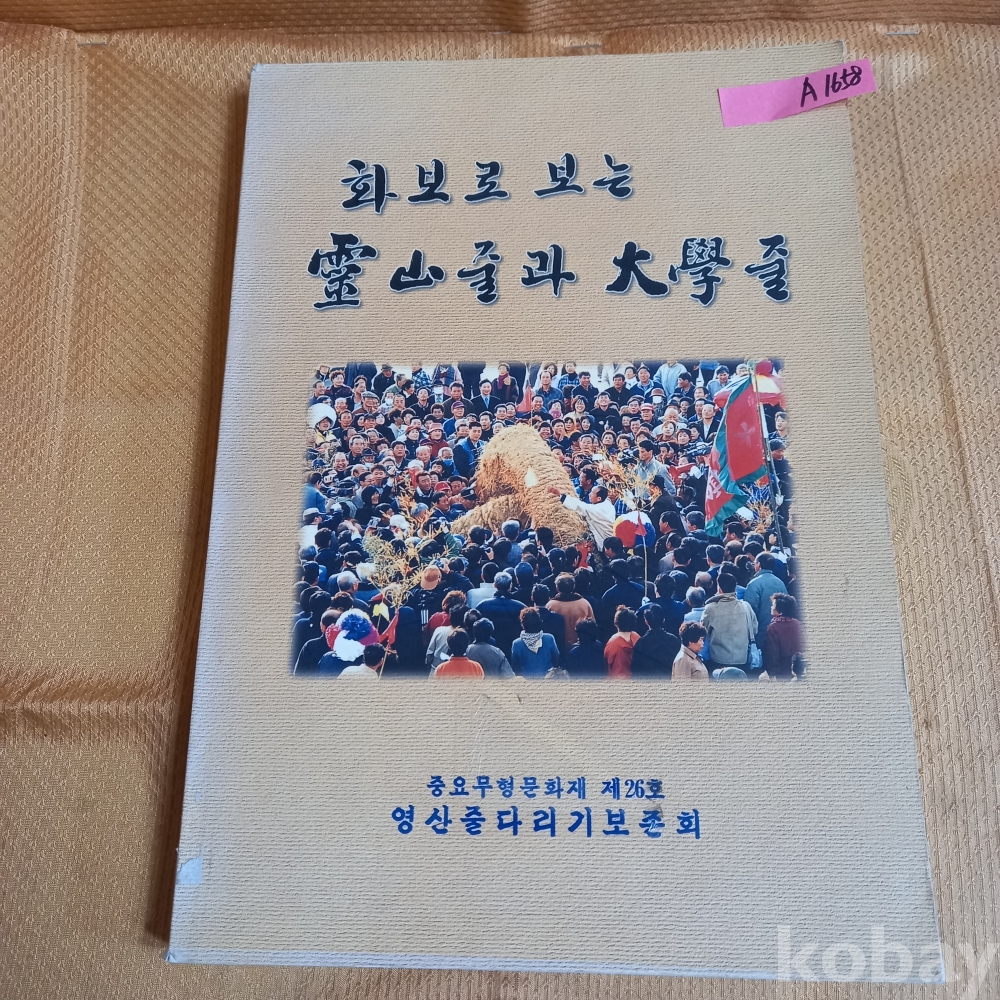 A1658
화보로 보는
靈山줄과 大學줄
중요무형문화재 제26호
영산줄다리기보존회
kobay